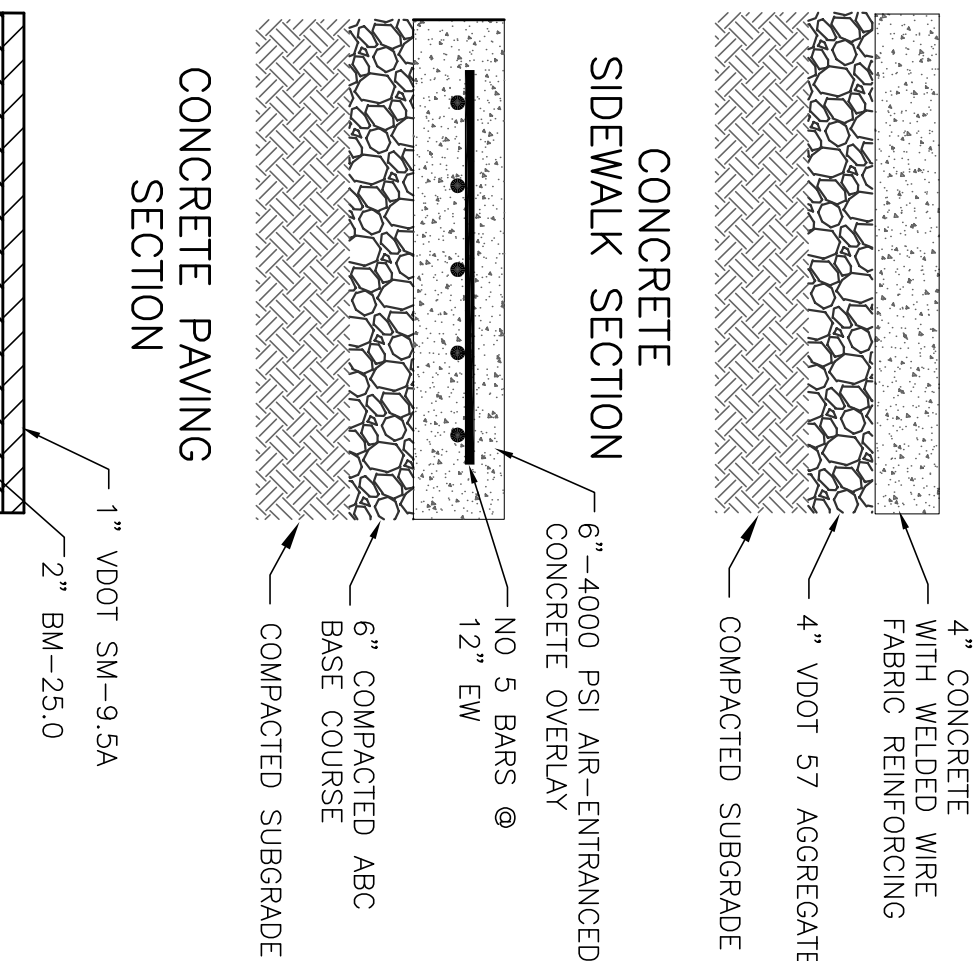 4" CONCRETE
WITH WELDED WIRE
FABRIC REINFORCING
4" VDOT 57 AGGREGATE
COMPACTED SUBGRADE
CONCRETE
SIDEWALK SECTION
6"-4000 PSI AIR-ENTRANCED
CONCRETE OVERLAY
NO 5 BARS @
12" EW
6" COMPACTED ABC
BASE COURSE
COMPACTED SUBGRADE
CONCRETE PAVING
SECTION
1" VDOT SM-9.5A
2" BM-25.0